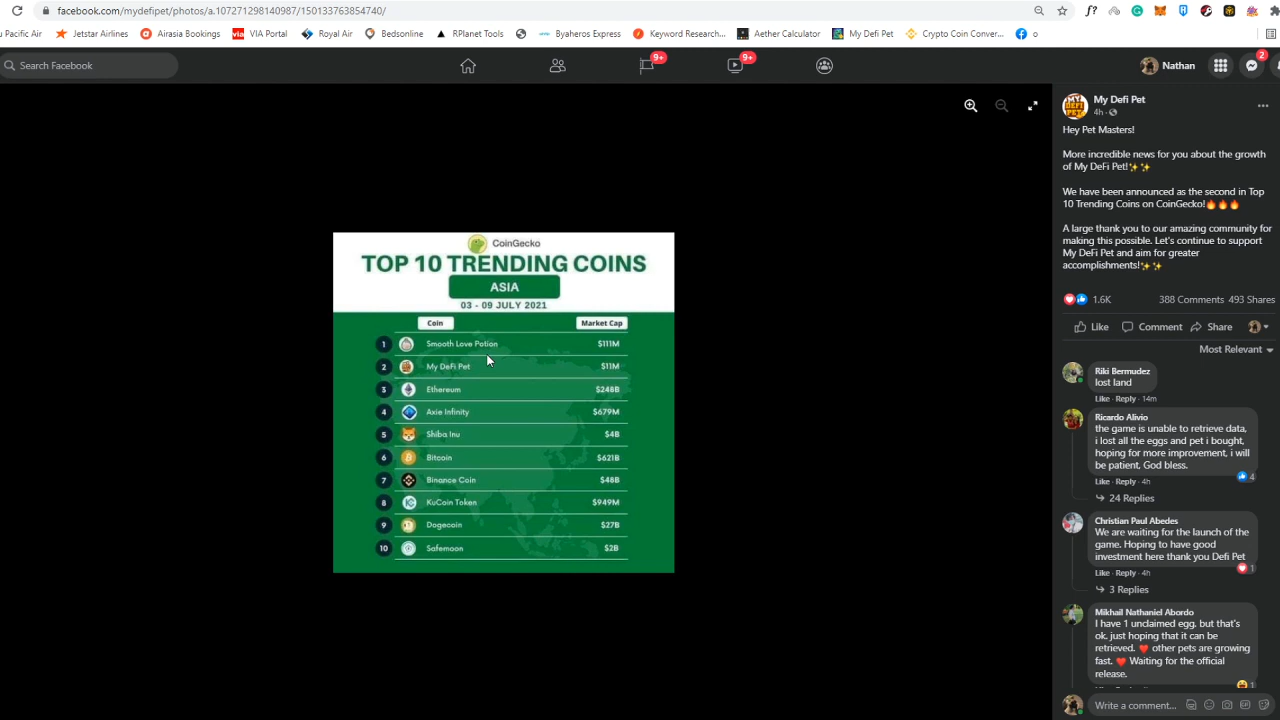 facebook.com/mydefipet/photos/a.107271298140987/150133763854740/
Pacific Air
Jetstar Airlines
Airasia Bookings
VIA Portal
Royal Air
Bedsonline
RPlanet Tools
Byaheros Express
Keyword Research...
Aether Calculator
My Defi Pet
Crypto Coin Conver...
o
Search Facebook
9+
9+
Nathan
2
CoinGecko
TOP 10 TRENDING COINS
ASIA
03 - 09 JULY 2021
Coin Market Cap
1 Smooth Love Potion $111M
2 My DeFi Pet $11M
3 Ethereum $248B
4 Axie Infinity $679M
5 Shiba Inu $4B
6 Bitcoin $621B
7 Binance Coin $48B
8 KuCoin Token $949M
9 Dogecoin $27B
10 Safemoon $2B
MY DEFI PET
My Defi Pet
4h
Hey Pet Masters!
More incredible news for you about the growth
of My DeFi Pet!✨✨
We have been announced as the second in Top
10 Trending Coins on CoinGecko!🔥🔥🔥
A large thank you to our amazing community for
making this possible. Let's continue to support
My DeFi Pet and aim for greater
accomplishments!✨✨
1.6K 388 Comments 493 Shares
Like Comment Share
Most Relevant
Riki Bermudez
lost land
Like · Reply · 14m
Ricardo Alivio
the game is unable to retrieve data,
i lost all the eggs and pet i bought,
hoping for more improvement, i will
be patient, God bless.
Like · Reply · 4h
4
24 Replies
Christian Paul Abedes
We are waiting for the launch of the
game. Hoping to have good
investment here thank you Defi Pet
Like · Reply · 4h
1
3 Replies
Mikhail Nathaniel Abordo
I have 1 unclaimed egg. but that's
ok. just hoping that it can be
retrieved. ❤️ other pets are growing
fast. ❤️ Waiting for the official
release.
1
Write a comment...